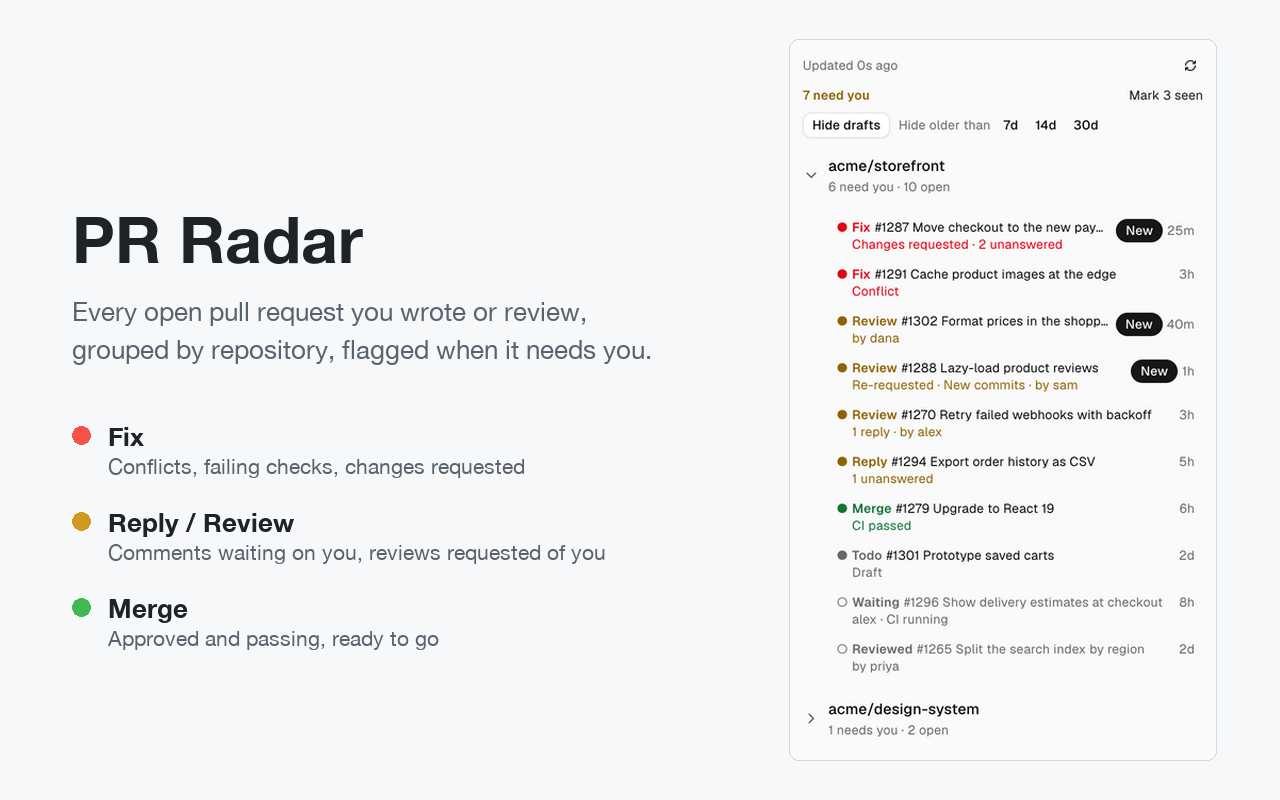 PR Radar
Every open pull request you wrote or review,
grouped by repository, flagged when it needs you.
Fix
Conflicts, failing checks, changes requested
Reply / Review
Comments waiting on you, reviews requested of you
Merge
Approved and passing, ready to go
Updated 0s ago
7 need you Mark 3 seen
Hide drafts Hide older than 7d 14d 30d
acme/storefront
6 need you · 10 open
Fix #1287 Move checkout to the new pay… New 25m
Changes requested · 2 unanswered
Fix #1291 Cache product images at the edge 3h
Conflict
Review #1302 Format prices in the shopp… New 40m
by dana
Review #1288 Lazy-load product reviews New 1h
Re-requested · New commits · by sam
Review #1270 Retry failed webhooks with backoff 3h
1 reply · by alex
Reply #1294 Export order history as CSV 5h
1 unanswered
Merge #1279 Upgrade to React 19 6h
CI passed
Todo #1301 Prototype saved carts 2d
Draft
Waiting #1296 Show delivery estimates at checkout 8h
alex · CI running
Reviewed #1265 Split the search index by region 2d
by priya
acme/design-system
1 needs you · 2 open